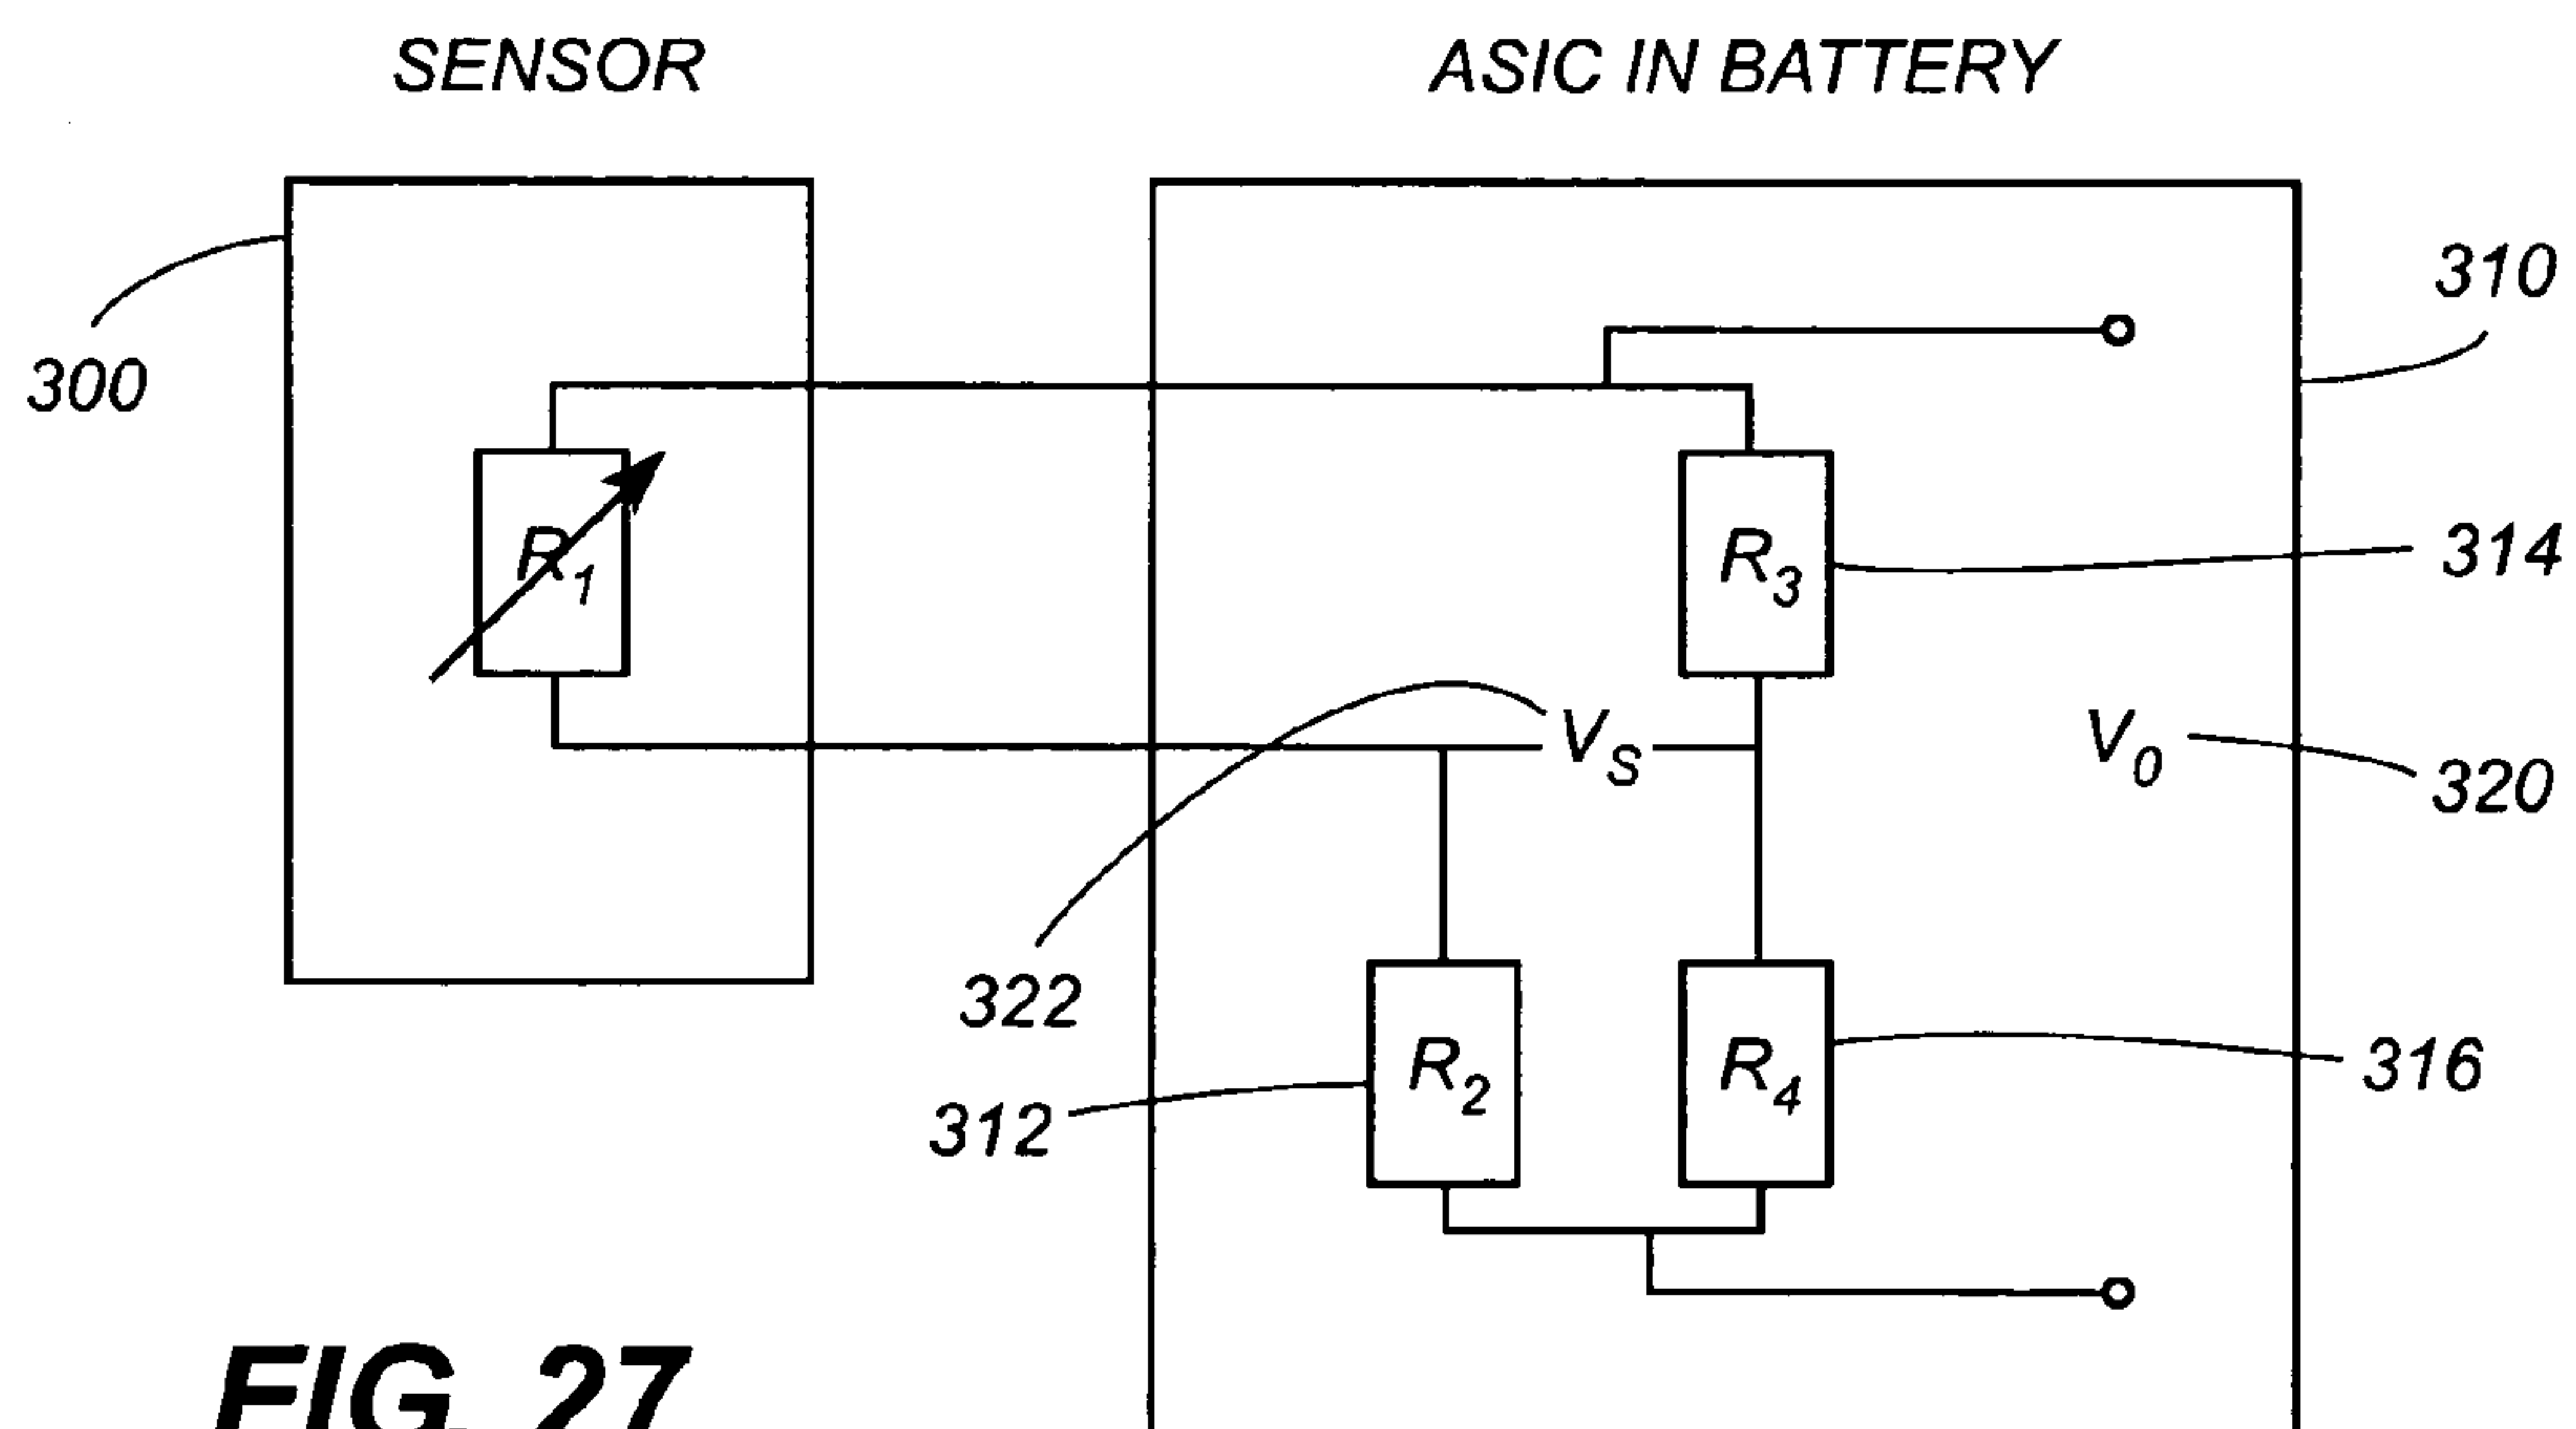 SENSOR
ASIC IN BATTERY
310
300
R1
R3
314
VS
V0
320
322
R2
R4
316
312
FIG. 27